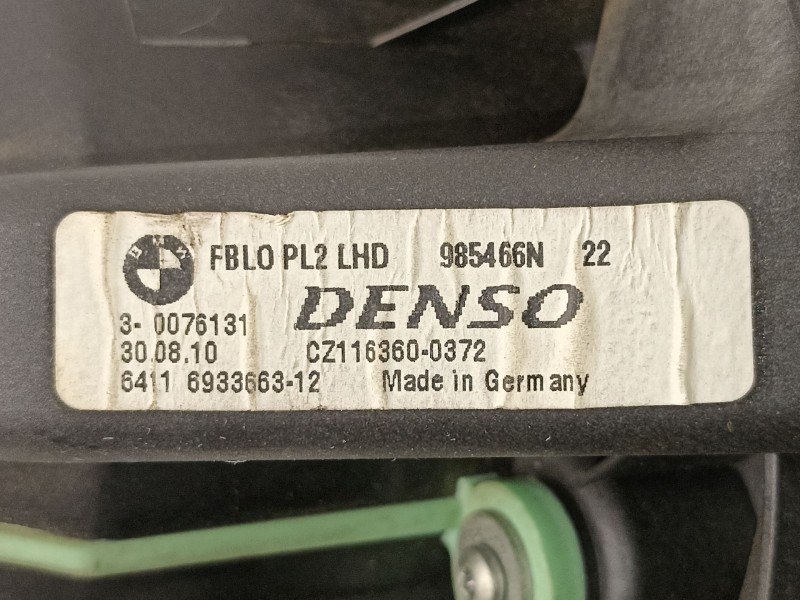 BMW
FBLO PL2 LHD 985466N 22
DENSO
3- 0076131
30.08.10 CZ116360-0372
6411 6933663-12 Made in Germany